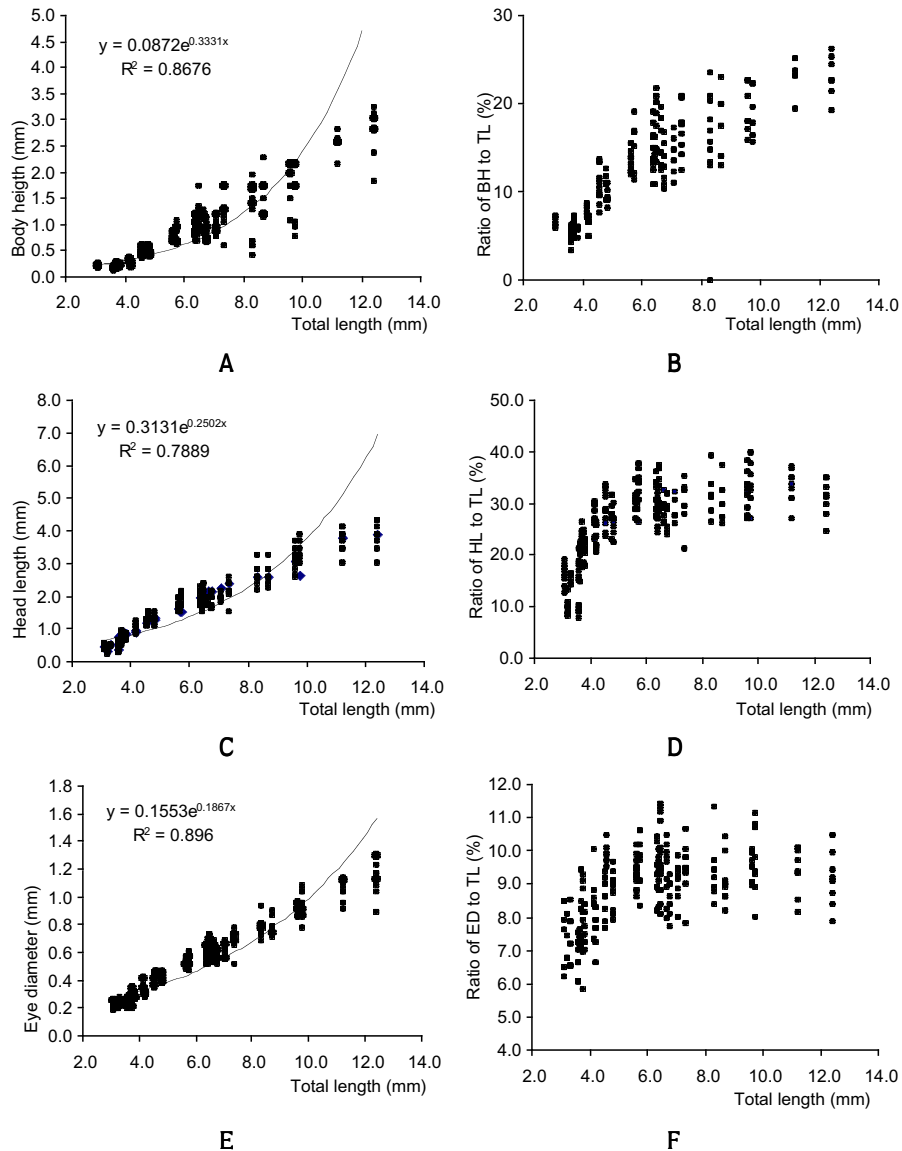 5.0
4.5
4.0
3.5
3.0
2.5
2.0
1.5
1.0
0.5
0.0
Body heigth (mm)
y = 0.0872e^0.3331x
R² = 0.8676
2.0 4.0 6.0 8.0 10.0 12.0 14.0
Total length (mm)
A
30
20
10
0
Ratio of BH to TL (%)
2.0 4.0 6.0 8.0 10.0 12.0 14.0
Total length (mm)
B
8.0
7.0
6.0
5.0
4.0
3.0
2.0
1.0
0.0
Head length (mm)
y = 0.3131e^0.2502x
R² = 0.7889
2.0 4.0 6.0 8.0 10.0 12.0 14.0
Total length (mm)
C
50.0
40.0
30.0
20.0
10.0
0.0
Ratio of HL to TL (%)
2.0 4.0 6.0 8.0 10.0 12.0 14.0
Total length (mm)
D
1.8
1.6
1.4
1.2
1.0
0.8
0.6
0.4
0.2
0.0
Eye diameter (mm)
y = 0.1553e^0.1867x
R² = 0.896
2.0 4.0 6.0 8.0 10.0 12.0 14.0
Total length (mm)
E
12.0
11.0
10.0
9.0
8.0
7.0
6.0
5.0
4.0
Ratio of ED to TL (%)
2.0 4.0 6.0 8.0 10.0 12.0 14.0
Total length (mm)
F